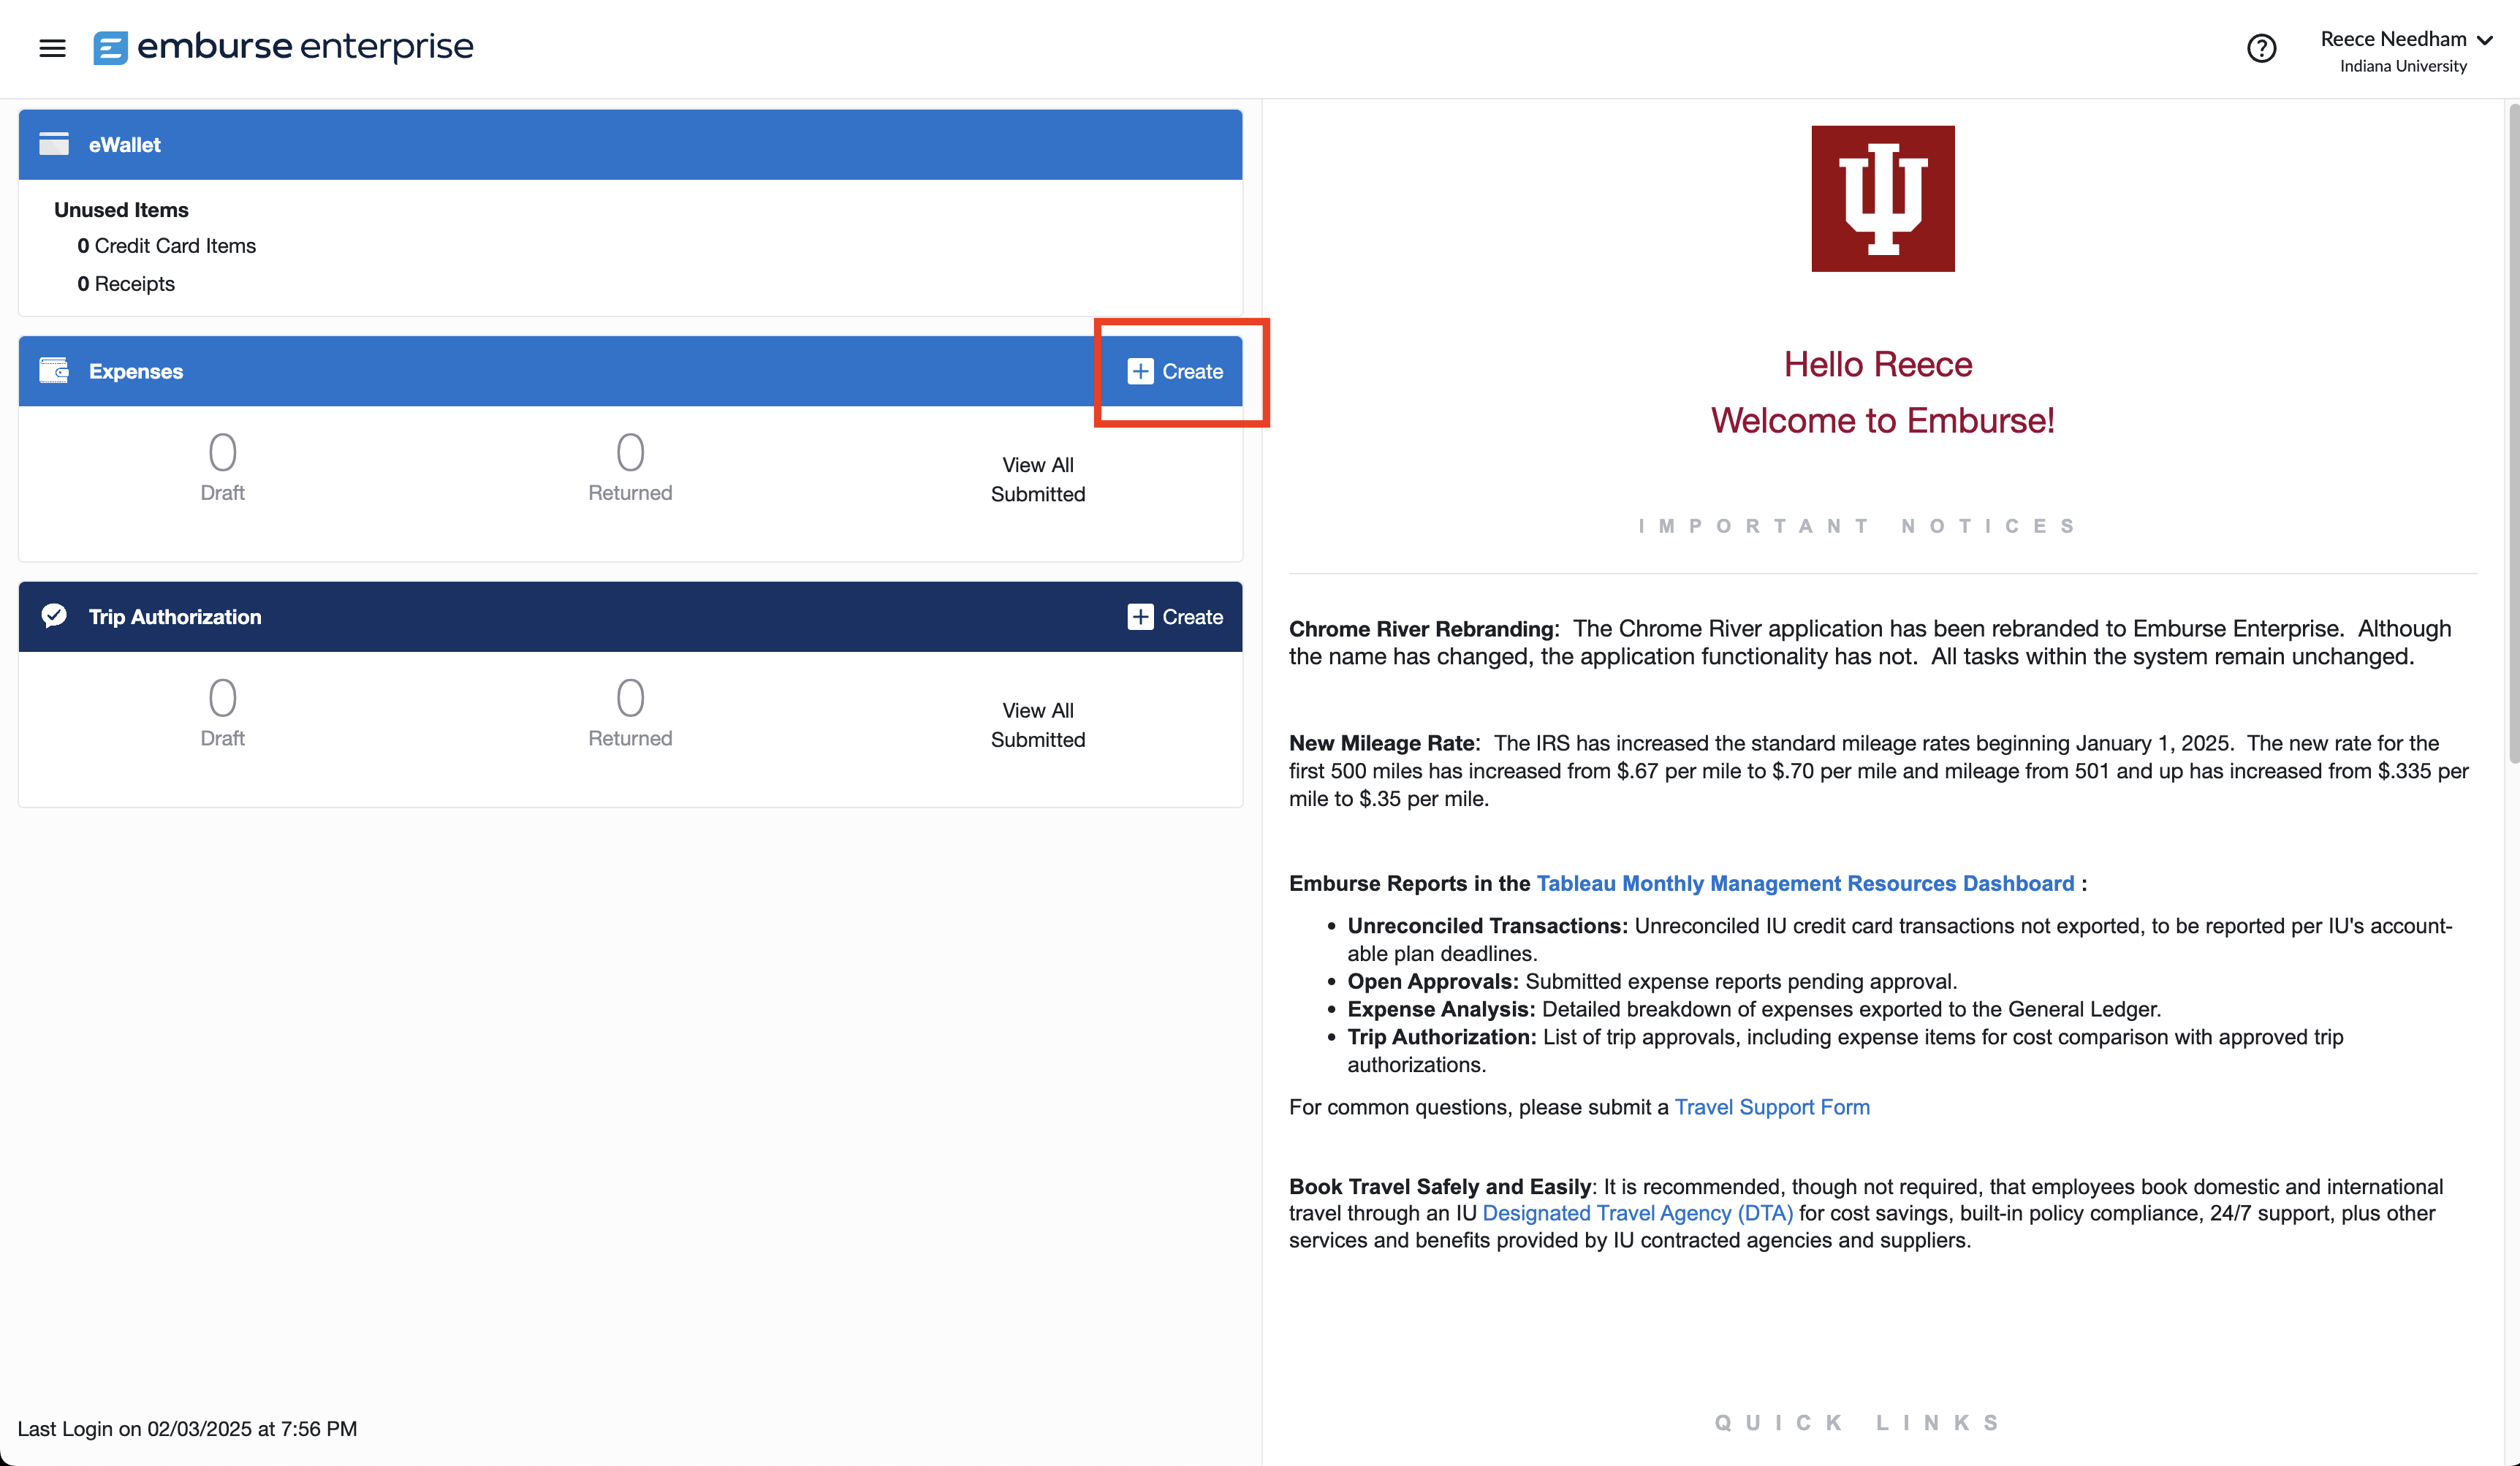 emburse enterprise
Reece Needham
Indiana University
eWallet
Unused Items
0 Credit Card Items
0 Receipts
Expenses
Create
0
Draft
0
Returned
View All
Submitted
Trip Authorization
Create
0
Draft
0
Returned
View All
Submitted
Last Login on 02/03/2025 at 7:56 PM
Hello Reece
Welcome to Emburse!
IMPORTANT NOTICES
Chrome River Rebranding: The Chrome River application has been rebranded to Emburse Enterprise. Although
the name has changed, the application functionality has not. All tasks within the system remain unchanged.
New Mileage Rate: The IRS has increased the standard mileage rates beginning January 1, 2025. The new rate for the
first 500 miles has increased from $.67 per mile to $.70 per mile and mileage from 501 and up has increased from $.335 per
mile to $.35 per mile.
Emburse Reports in the Tableau Monthly Management Resources Dashboard :
• Unreconciled Transactions: Unreconciled IU credit card transactions not exported, to be reported per IU's account-
able plan deadlines.
• Open Approvals: Submitted expense reports pending approval.
• Expense Analysis: Detailed breakdown of expenses exported to the General Ledger.
• Trip Authorization: List of trip approvals, including expense items for cost comparison with approved trip
authorizations.
For common questions, please submit a Travel Support Form
Book Travel Safely and Easily: It is recommended, though not required, that employees book domestic and international
travel through an IU Designated Travel Agency (DTA) for cost savings, built-in policy compliance, 24/7 support, plus other
services and benefits provided by IU contracted agencies and suppliers.
QUICK LINKS